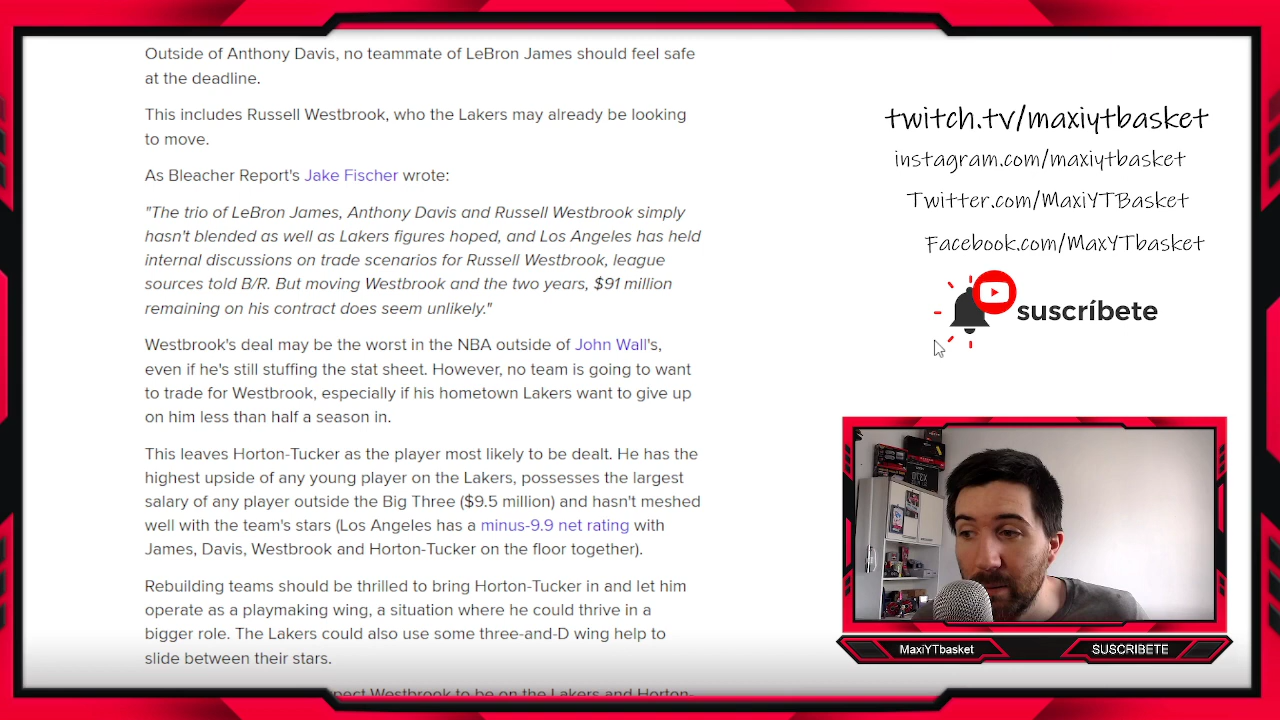 Outside of Anthony Davis, no teammate of LeBron James should feel safe
at the deadline.
This includes Russell Westbrook, who the Lakers may already be looking
to move.
As Bleacher Report's Jake Fischer wrote:
"The trio of LeBron James, Anthony Davis and Russell Westbrook simply
hasn't blended as well as Lakers figures hoped, and Los Angeles has held
internal discussions on trade scenarios for Russell Westbrook, league
sources told B/R. But moving Westbrook and the two years, $91 million
remaining on his contract does seem unlikely."
Westbrook's deal may be the worst in the NBA outside of John Wall's,
even if he's still stuffing the stat sheet. However, no team is going to want
to trade for Westbrook, especially if his hometown Lakers want to give up
on him less than half a season in.
This leaves Horton-Tucker as the player most likely to be dealt. He has the
highest upside of any young player on the Lakers, possesses the largest
salary of any player outside the Big Three ($9.5 million) and hasn't meshed
well with the team's stars (Los Angeles has a minus-9.9 net rating with
James, Davis, Westbrook and Horton-Tucker on the floor together).
Rebuilding teams should be thrilled to bring Horton-Tucker in and let him
operate as a playmaking wing, a situation where he could thrive in a
bigger role. The Lakers could also use some three-and-D wing help to
slide between their stars.
Westbrook to be on the Lakers and Horton-
twitch.tv/maxiytbasket
instagram.com/maxiytbasket
Twitter.com/MaxiYTBasket
Facebook.com/MaxYTbasket
suscríbete
MaxiYTbasket
SUSCRIBETE